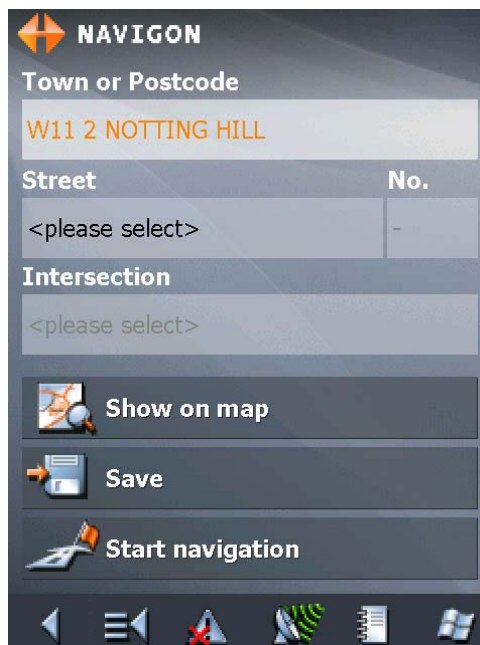 NAVIGON
Town or Postcode
W11 2 NOTTING HILL
Street No.
<please select> -
Intersection
<please select>
Show on map
Save
Start navigation